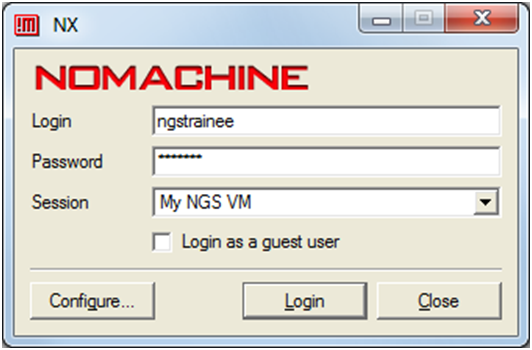 !M NX
NOMACHINE
Login ngstrainee
Password *******
Session My NGS VM
Login as a guest user
Configure... Login Close